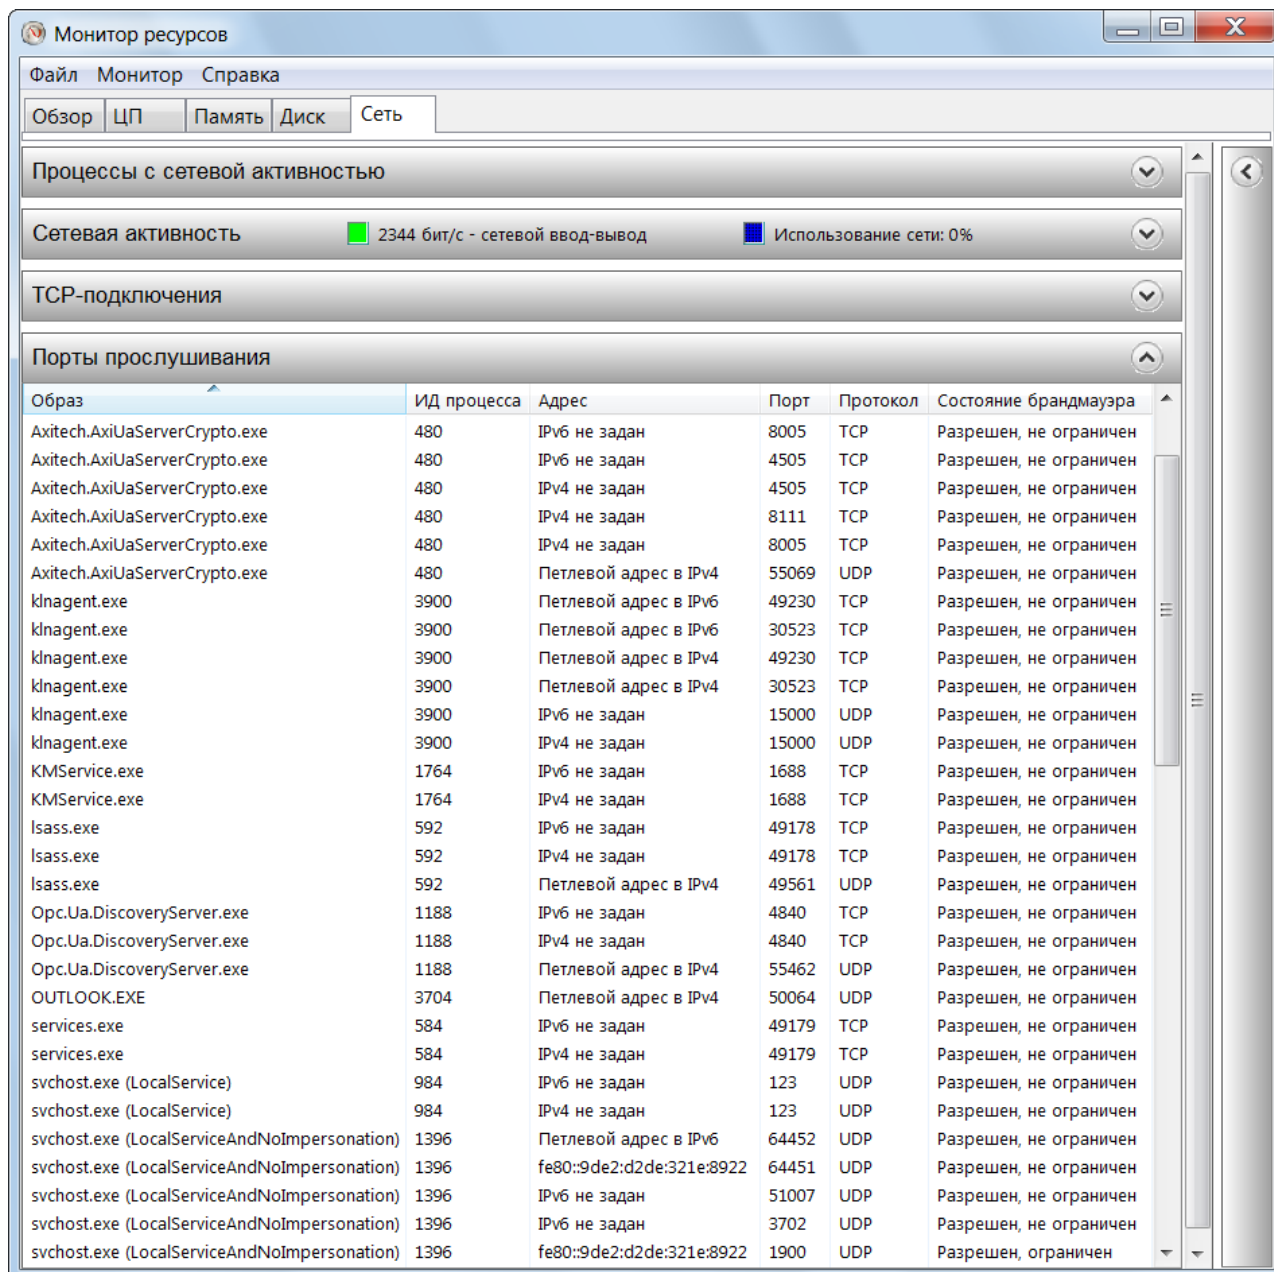 Монитор ресурсов
Файл Монитор Справка
Обзор ЦП Память Диск Сеть
Процессы с сетевой активностью
Сетевая активность 2344 бит/с - сетевой ввод-вывод Использование сети: 0%
TCP-подключения
Порты прослушивания
Образ ИД процесса Адрес Порт Протокол Состояние брандмауэра
Axitech.AxiUaServerCrypto.exe 480 IPv6 не задан 8005 TCP Разрешен, не ограничен
Axitech.AxiUaServerCrypto.exe 480 IPv6 не задан 4505 TCP Разрешен, не ограничен
Axitech.AxiUaServerCrypto.exe 480 IPv4 не задан 4505 TCP Разрешен, не ограничен
Axitech.AxiUaServerCrypto.exe 480 IPv4 не задан 8111 TCP Разрешен, не ограничен
Axitech.AxiUaServerCrypto.exe 480 IPv4 не задан 8005 TCP Разрешен, не ограничен
Axitech.AxiUaServerCrypto.exe 480 Петлевой адрес в IPv4 55069 UDP Разрешен, не ограничен
klnagent.exe 3900 Петлевой адрес в IPv6 49230 TCP Разрешен, не ограничен
klnagent.exe 3900 Петлевой адрес в IPv6 30523 TCP Разрешен, не ограничен
klnagent.exe 3900 Петлевой адрес в IPv4 49230 TCP Разрешен, не ограничен
klnagent.exe 3900 Петлевой адрес в IPv4 30523 TCP Разрешен, не ограничен
klnagent.exe 3900 IPv6 не задан 15000 UDP Разрешен, не ограничен
klnagent.exe 3900 IPv4 не задан 15000 UDP Разрешен, не ограничен
KMService.exe 1764 IPv6 не задан 1688 TCP Разрешен, не ограничен
KMService.exe 1764 IPv4 не задан 1688 TCP Разрешен, не ограничен
lsass.exe 592 IPv6 не задан 49178 TCP Разрешен, не ограничен
lsass.exe 592 IPv4 не задан 49178 TCP Разрешен, не ограничен
lsass.exe 592 Петлевой адрес в IPv4 49561 UDP Разрешен, не ограничен
Opc.Ua.DiscoveryServer.exe 1188 IPv6 не задан 4840 TCP Разрешен, не ограничен
Opc.Ua.DiscoveryServer.exe 1188 IPv4 не задан 4840 TCP Разрешен, не ограничен
Opc.Ua.DiscoveryServer.exe 1188 Петлевой адрес в IPv4 55462 UDP Разрешен, не ограничен
OUTLOOK.EXE 3704 Петлевой адрес в IPv4 50064 UDP Разрешен, не ограничен
services.exe 584 IPv6 не задан 49179 TCP Разрешен, не ограничен
services.exe 584 IPv4 не задан 49179 TCP Разрешен, не ограничен
svchost.exe (LocalService) 984 IPv6 не задан 123 UDP Разрешен, не ограничен
svchost.exe (LocalService) 984 IPv4 не задан 123 UDP Разрешен, не ограничен
svchost.exe (LocalServiceAndNoImpersonation) 1396 Петлевой адрес в IPv6 64452 UDP Разрешен, не ограничен
svchost.exe (LocalServiceAndNoImpersonation) 1396 fe80::9de2:d2de:321e:8922 64451 UDP Разрешен, не ограничен
svchost.exe (LocalServiceAndNoImpersonation) 1396 IPv6 не задан 51007 UDP Разрешен, не ограничен
svchost.exe (LocalServiceAndNoImpersonation) 1396 IPv6 не задан 3702 UDP Разрешен, не ограничен
svchost.exe (LocalServiceAndNoImpersonation) 1396 fe80::9de2:d2de:321e:8922 1900 UDP Разрешен, ограничен